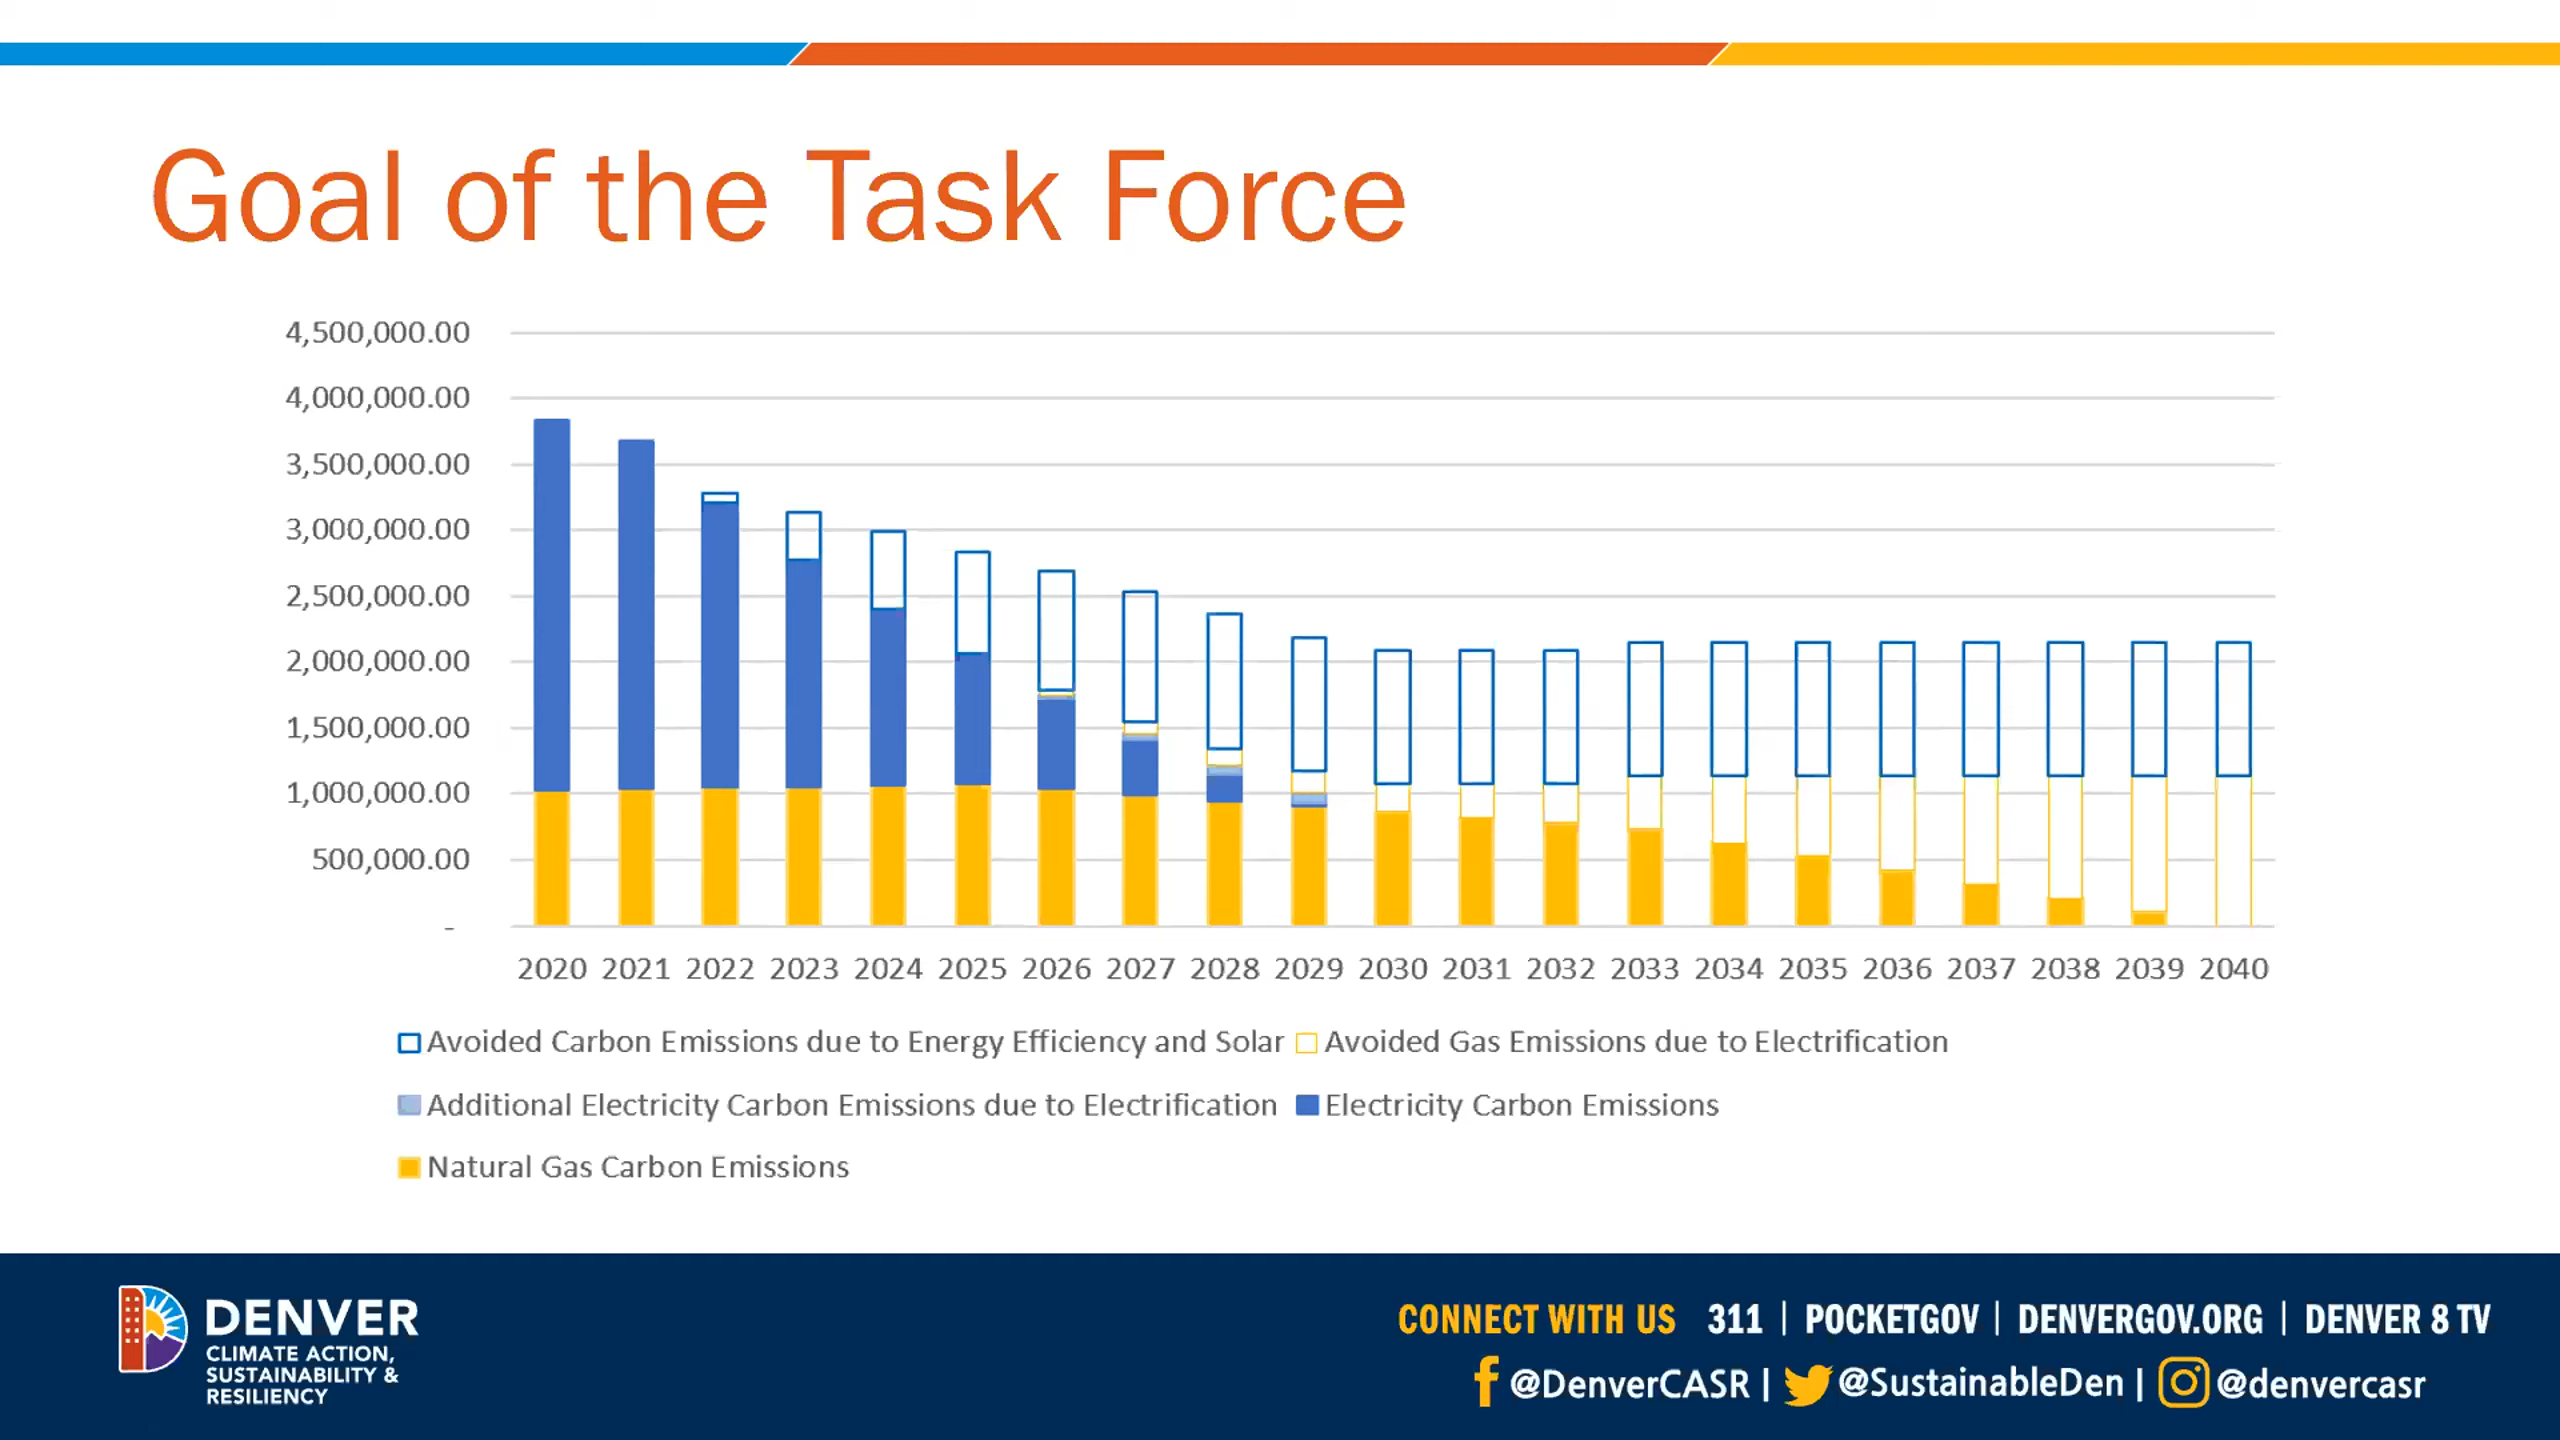 Goal of the Task Force
4,500,000.00
4,000,000.00
3,500,000.00
3,000,000.00
2,500,000.00
2,000,000.00
1,500,000.00
1,000,000.00
500,000.00
-
2020 2021 2022 2023 2024 2025 2026 2027 2028 2029 2030 2031 2032 2033 2034 2035 2036 2037 2038 2039 2040
Avoided Carbon Emissions due to Energy Efficiency and Solar Avoided Gas Emissions due to Electrification
Additional Electricity Carbon Emissions due to Electrification Electricity Carbon Emissions
Natural Gas Carbon Emissions
DENVER
CLIMATE ACTION,
SUSTAINABILITY &
RESILIENCY
CONNECT WITH US 311 | POCKETGOV | DENVERGOV.ORG | DENVER 8 TV
@DenverCASR | @SustainableDen | @denvercasr